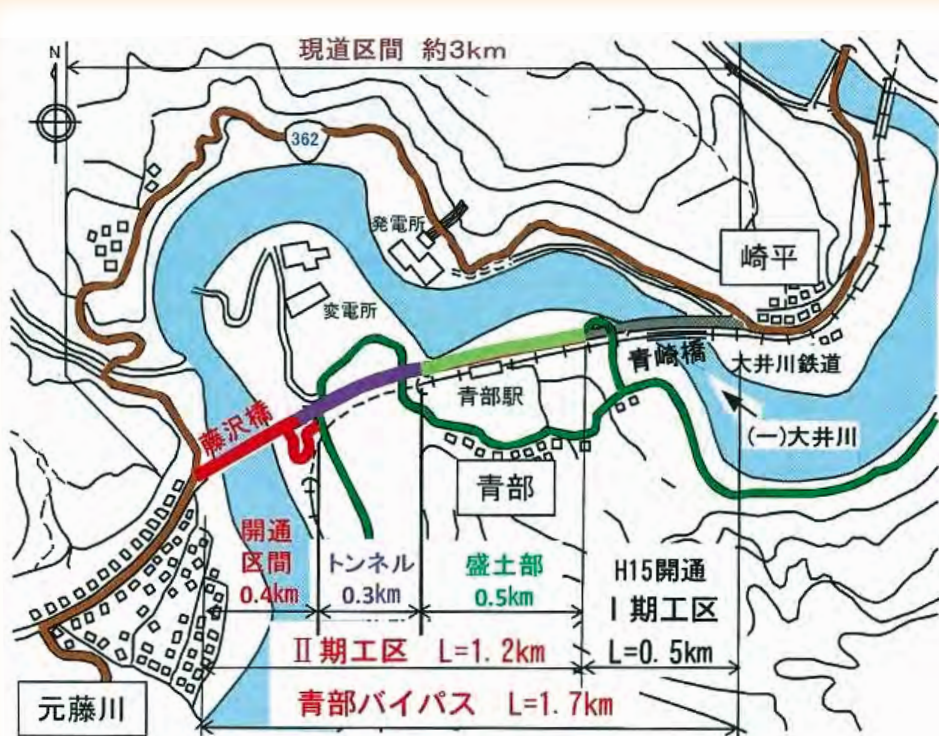 現道区間 約3km
N
362
発電所
崎平
変電所
青崎橋
大井川鉄道
青部駅
藤沢橋
(一)大井川
青部
開通
区間
0.4km
トンネル
0.3km
盛土部
0.5km
H15開通
Ⅰ期工区
L=0.5km
Ⅱ期工区 L=1.2km
元藤川
青部バイパス L=1.7km